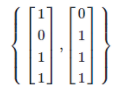 { [ 1 0 1 1 ] , [ 0 1 1 1 ] }